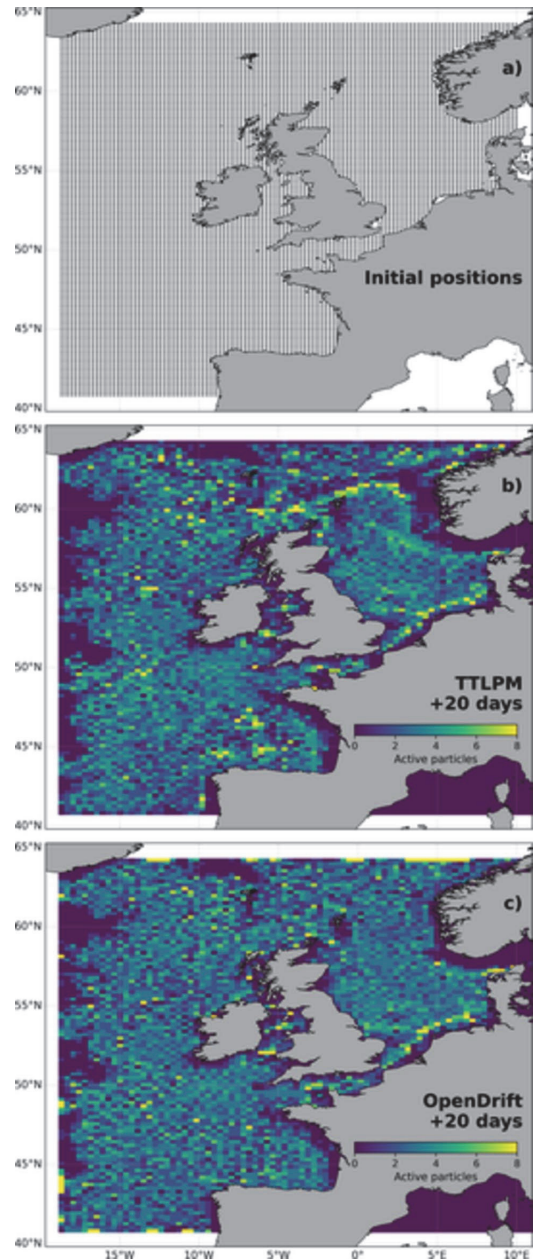 65°N
a)
60°N
55°N
50°N
Initial positions
45°N
40°N
65°N
b)
60°N
55°N
50°N
TTLPM
+20 days
45°N
0 2 4 6 8
Active particles
40°N
65°N
c)
60°N
55°N
50°N
OpenDrift
+20 days
45°N
0 2 4 6 8
Active particles
40°N
15°W 10°W 5°W 0° 5°E 10°E